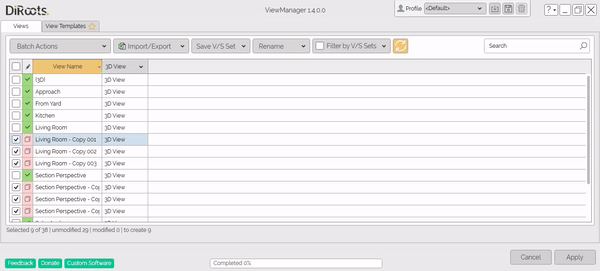 DiRoots
ViewManager 1.4.0.0
Profile <Default>
Views View Templates
Batch Actions Import/Export Save V/S Set Rename Filter by V/S Sets Search
View Name 3D View
{3D} 3D View
Approach 3D View
From Yard 3D View
Kitchen 3D View
Living Room 3D View
Living Room - Copy 001 3D View
Living Room - Copy 002 3D View
Living Room - Copy 003 3D View
Section Perspective 3D View
Section Perspective - Cop 3D View
Section Perspective - Cop 3D View
Section Perspective - Cop 3D View
Selected 9 of 38 | unmodified 29 | modified 0 | to create 9
Cancel Apply
Feedback Donate Custom Software Completed 0%